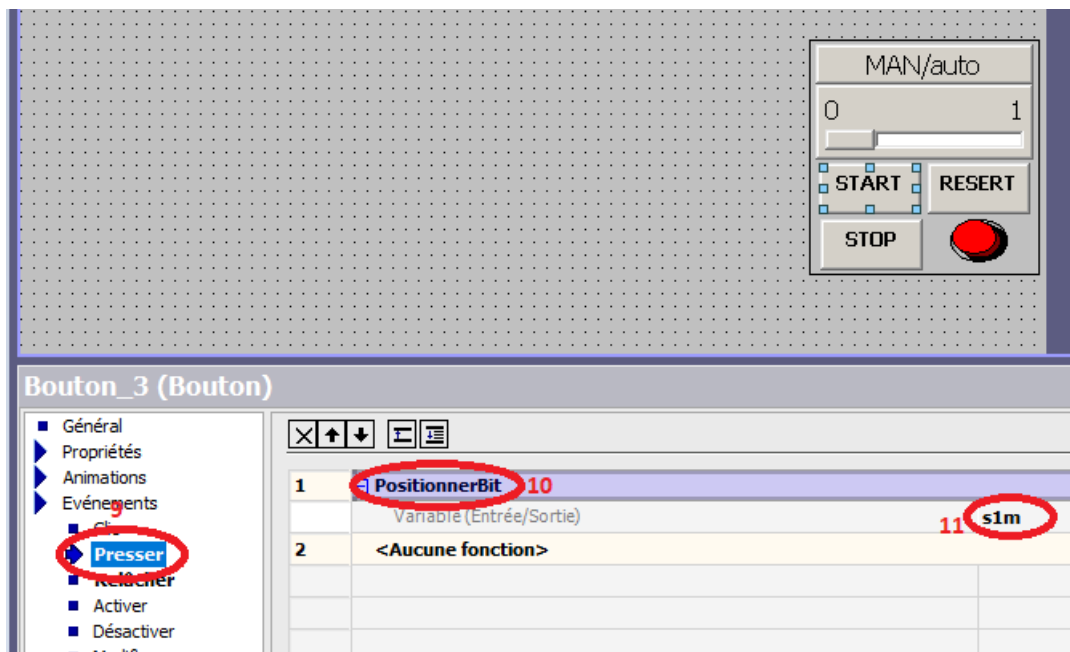 MAN/auto
0 1
START RESERT
STOP
Bouton_3 (Bouton)
Général
Propriétés
Animations
Evénements
9
Presser
Relâcher
Activer
Désactiver
1 PositionnerBit 10
Variable (Entrée/Sortie) 11 s1m
2 <Aucune fonction>